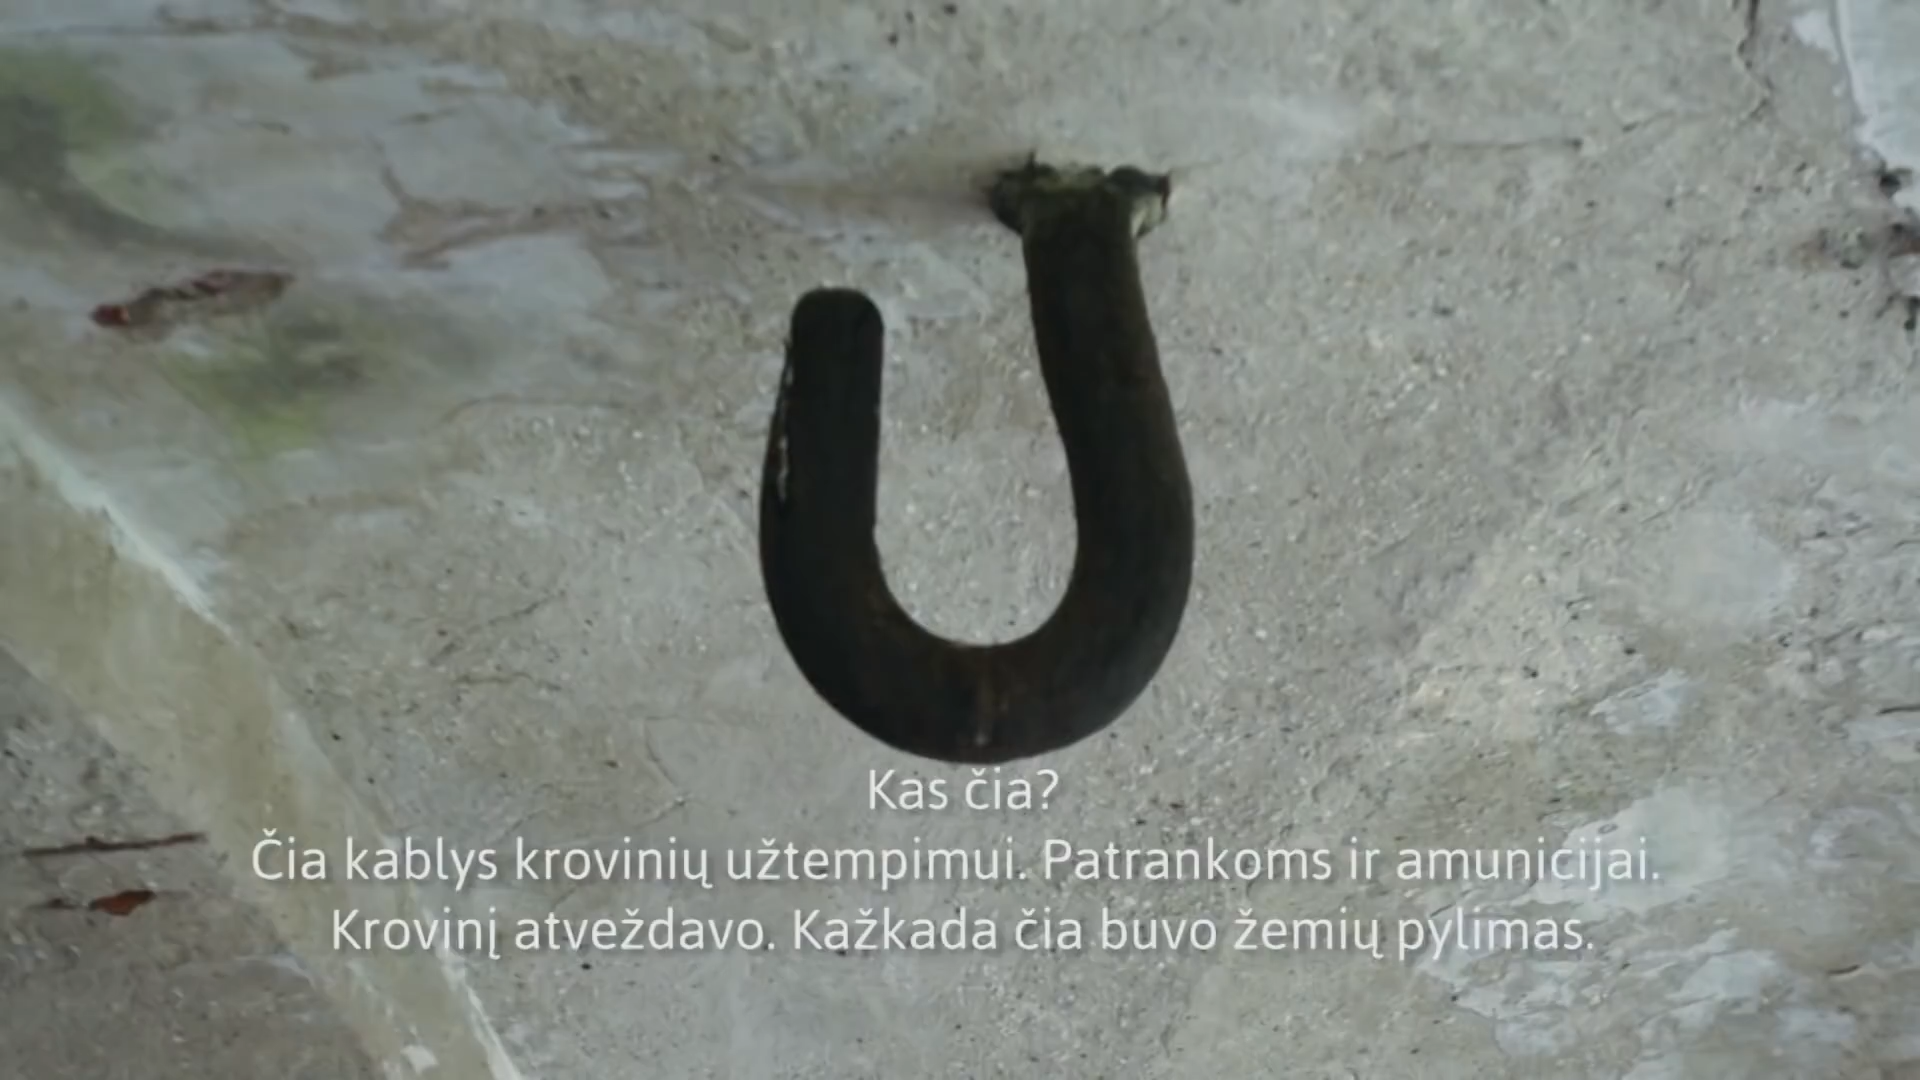 Kas čia?
Čia kablys krovinių užtempimui. Patrankoms ir amunicijai.
Krovinį atveždavo. Kažkada čia buvo žemių pylimas.